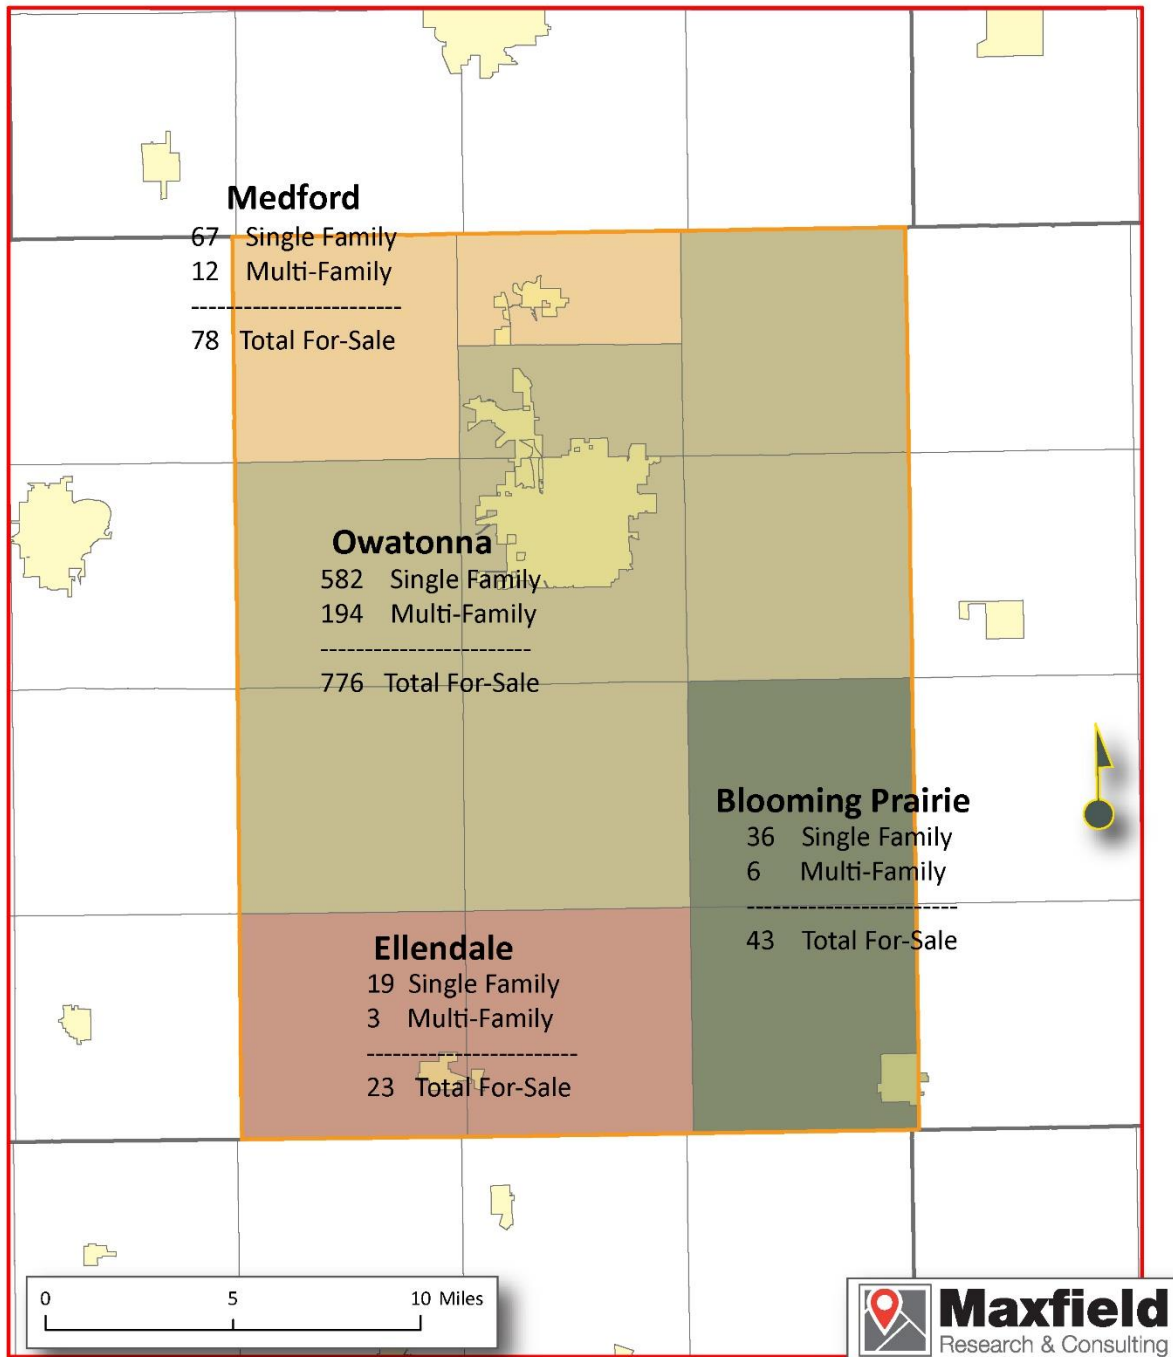 Medford
67 Single Family
12 Multi-Family
------------------------
78 Total For-Sale
Owatonna
582 Single Family
194 Multi-Family
------------------------
776 Total For-Sale
Blooming Prairie
36 Single Family
6 Multi-Family
------------------------
43 Total For-Sale
Ellendale
19 Single Family
3 Multi-Family
------------------------
23 Total For-Sale
0 5 10 Miles
Maxfield
Research & Consulting